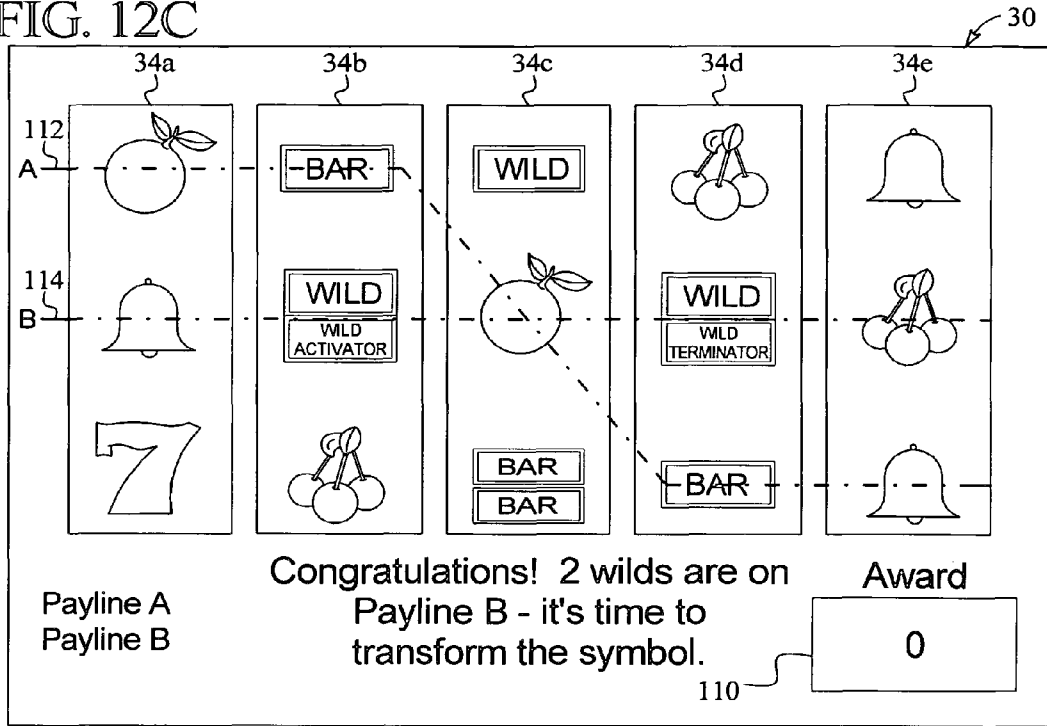 FIG. 12C
30
34a 34b 34c 34d 34e
112
A BAR WILD
114
B WILD WILD
WILD ACTIVATOR WILD TERMINATOR
7 BAR
BAR BAR
Congratulations! 2 wilds are on
Payline B - it's time to
transform the symbol.
Payline A
Payline B
Award
0
110